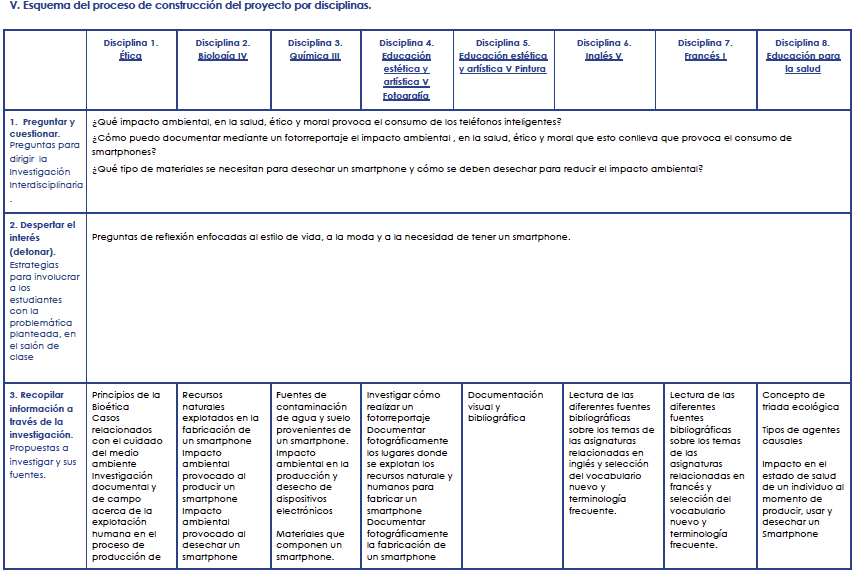 V. Esquema del proceso de construcción del proyecto por disciplinas.
Disciplina 1.
Ética
Disciplina 2.
Biología IV
Disciplina 3.
Química III
Disciplina 4.
Educación
estética y
artística V
Fotografía
Disciplina 5.
Educación estética
y artística V Pintura
Disciplina 6.
Inglés V
Disciplina 7.
Francés I
Disciplina 8.
Educación para
la salud
1. Preguntar y
cuestionar.
Preguntas para
dirigir la
Investigación
Interdisciplinaria
.
¿Qué impacto ambiental, en la salud, ético y moral provoca el consumo de los teléfonos inteligentes?
¿Cómo puedo documentar mediante un fotorreportaje el impacto ambiental , en la salud, ético y moral que esto conlleva que provoca el consumo de
smartphones?
¿Qué tipo de materiales se necesitan para desechar un smartphone y cómo se deben desechar para reducir el impacto ambiental?
2. Despertar el
interés
(detonar).
Estrategias
para involucrar
a los
estudiantes
con la
problemática
planteada, en
el salón de
clase
Preguntas de reflexión enfocadas al estilo de vida, a la moda y a la necesidad de tener un smartphone.
3. Recopilar
información a
través de la
investigación.
Propuestas a
investigar y sus
fuentes.
Principios de la
Bioética
Casos
relacionados
con el cuidado
del medio
ambiente
Investigación
documental y
de campo
acerca de la
explotación
humana en el
proceso de
producción de
Recursos
naturales
explotados en la
fabricación de
un smartphone
Impacto
ambiental
provocado al
producir un
smartphone
Impacto
ambiental
provocado al
desechar un
smartphone
Fuentes de
contaminación
de agua y suelo
provenientes de
un smartphone.
Impacto
ambiental en la
producción y
desecho de
dispositivos
electrónicos
Materiales que
componen un
smartphone.
Investigar cómo
realizar un
fotorreportaje
Documentar
fotográficamente
los lugares donde
se explotan los
recursos naturales y
humanos para
fabricar un
smartphone
Documentar
fotográficamente
la fabricación de
un smartphone
Documentación
visual y
bibliográfica
Lectura de las
diferentes fuentes
bibliográficas
sobre los temas de
las asignaturas
relacionadas en
inglés y selección
del vocabulario
nuevo y
terminología
frecuente.
Lectura de las
diferentes
fuentes
bibliográficas
sobre los temas
de las
asignaturas
relacionadas en
francés y
selección del
vocabulario
nuevo y
terminología
frecuente.
Concepto de
triada ecológica
Tipos de agentes
causales
Impacto en el
estado de salud
de un individuo al
momento de
producir, usar y
desechar un
Smartphone